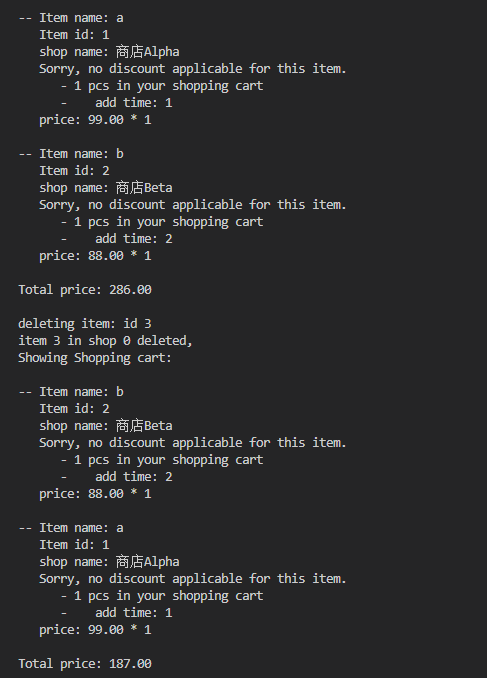 -- Item name: a
Item id: 1
shop name: 商店Alpha
Sorry, no discount applicable for this item.
- 1 pcs in your shopping cart
-    add time: 1
price: 99.00 * 1
-- Item name: b
Item id: 2
shop name: 商店Beta
Sorry, no discount applicable for this item.
- 1 pcs in your shopping cart
-    add time: 2
price: 88.00 * 1
Total price: 286.00
deleting item: id 3
item 3 in shop 0 deleted,
Showing Shopping cart:
-- Item name: b
Item id: 2
shop name: 商店Beta
Sorry, no discount applicable for this item.
- 1 pcs in your shopping cart
-    add time: 2
price: 88.00 * 1
-- Item name: a
Item id: 1
shop name: 商店Alpha
Sorry, no discount applicable for this item.
- 1 pcs in your shopping cart
-    add time: 1
price: 99.00 * 1
Total price: 187.00